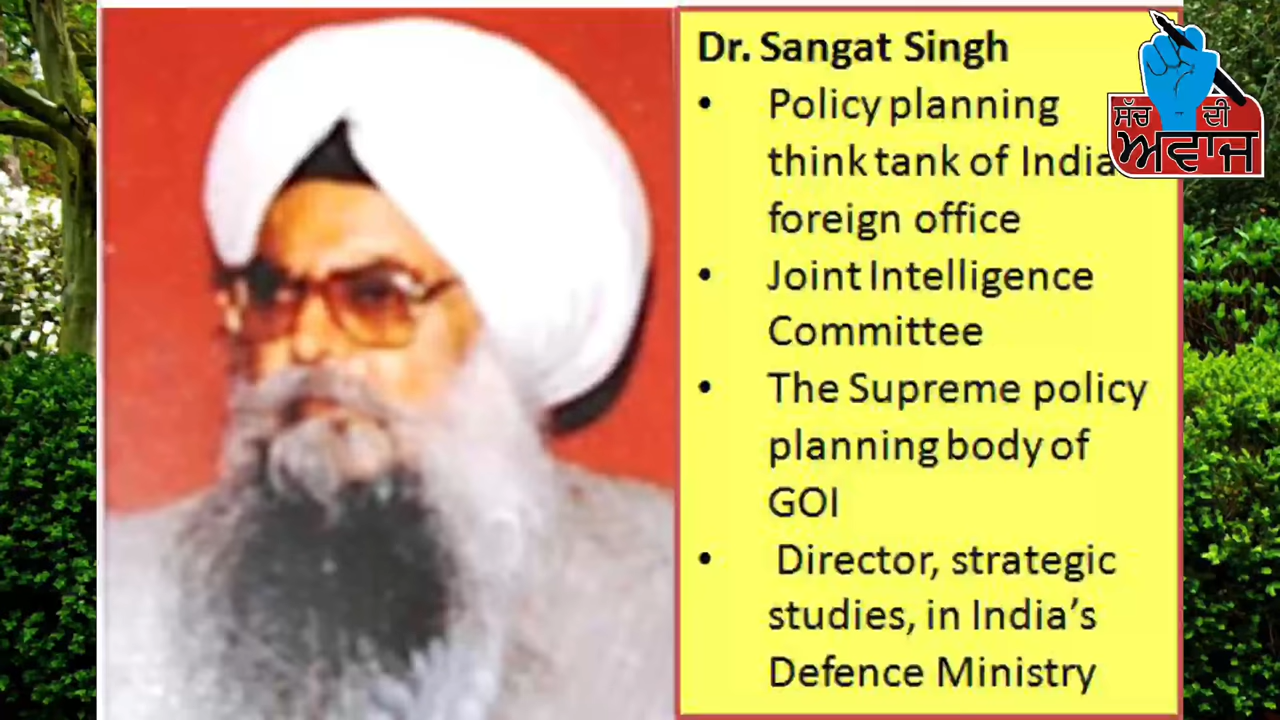 Dr. Sangat Singh
• Policy planning
think tank of India
foreign office
• Joint Intelligence
Committee
• The Supreme policy
planning body of
GOI
• Director, strategic
studies, in India's
Defence Ministry
ਸੱਚ ਦੀ
ਅਵਾਜ਼